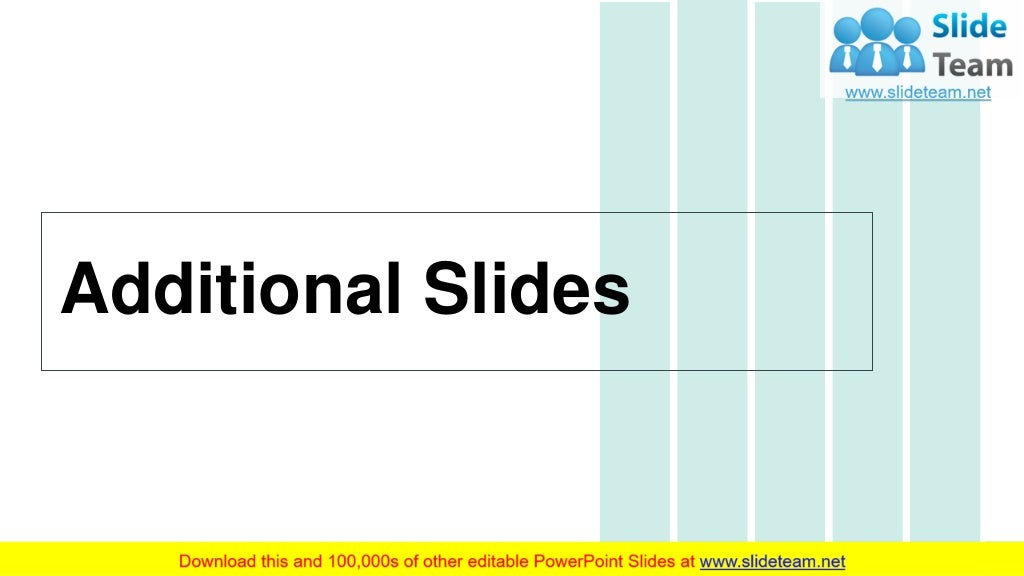 Slide
Team
www.slideteam.net
Additional Slides
Download this and 100,000s of other editable PowerPoint Slides at www.slideteam.net